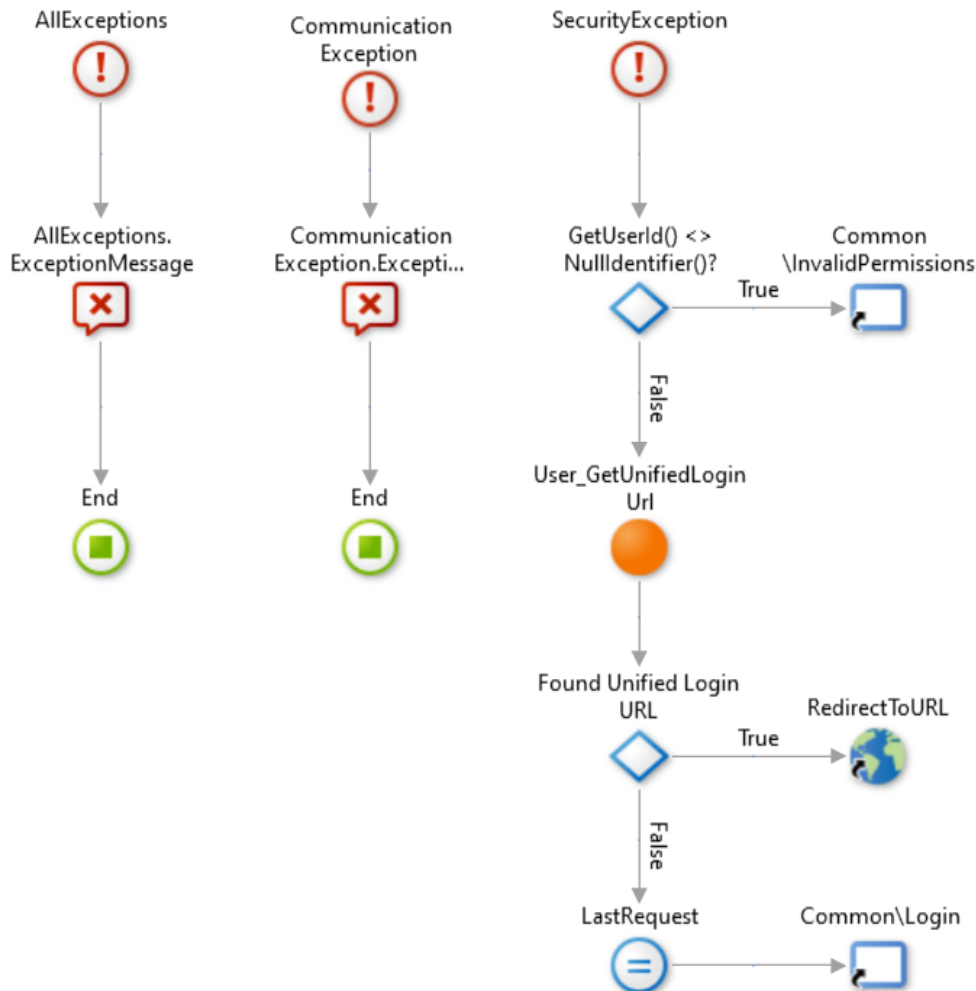 AllExceptions
Communication
Exception
SecurityException
AllExceptions.
ExceptionMessage
Communication
Exception.Excepti...
GetUserId() <>
NullIdentifier()?
Common
\InvalidPermissions
True
False
User_GetUnifiedLogin
Url
End
End
Found Unified Login
URL
RedirectToURL
True
False
LastRequest
Common\Login